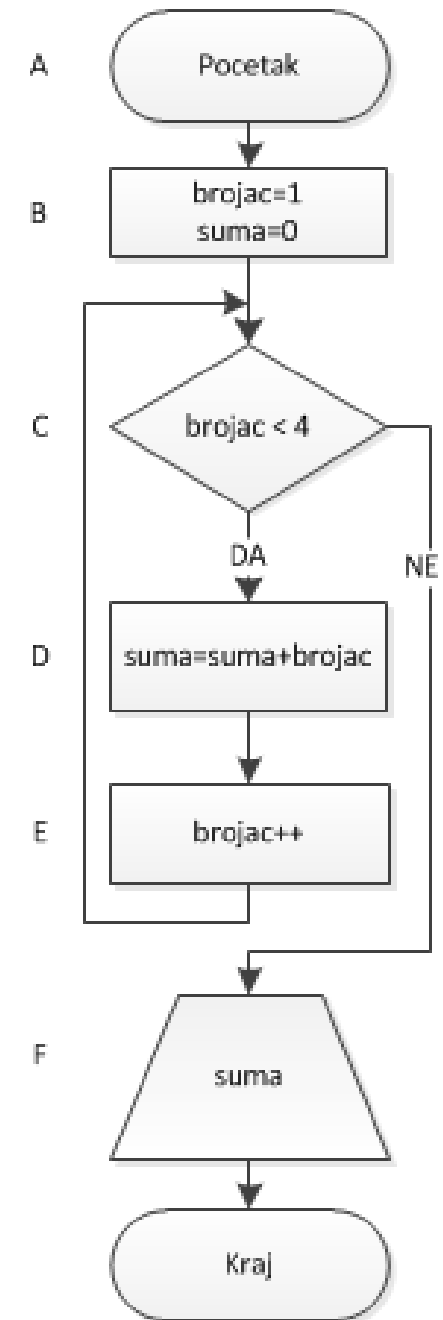 A
Pocetak
B
brojac=1
suma=0
C
brojac < 4
DA
NE
D
suma=suma+brojac
E
brojac++
F
suma
Kraj